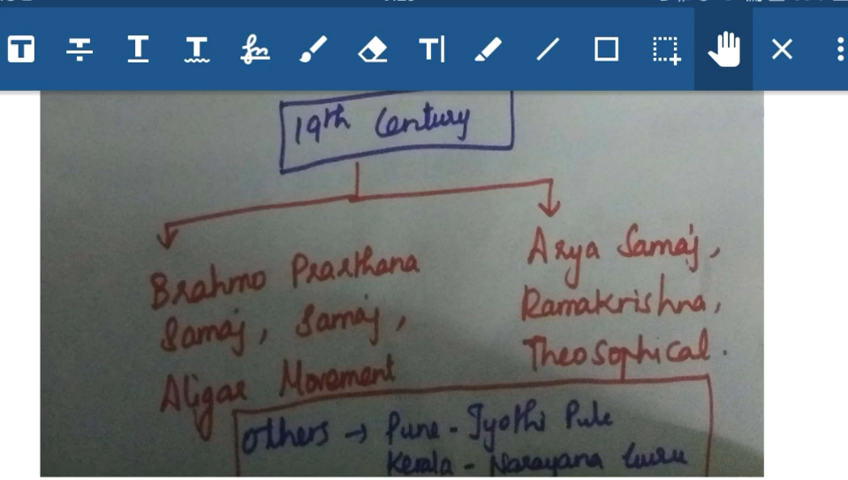 19th Century
Brahmo Prarthana
Samaj, Samaj,
Aligar Movement
Arya Samaj,
Ramakrishna,
Theosophical.
Others → Pune - Jyothi Pule
Kerala - Narayana Guru